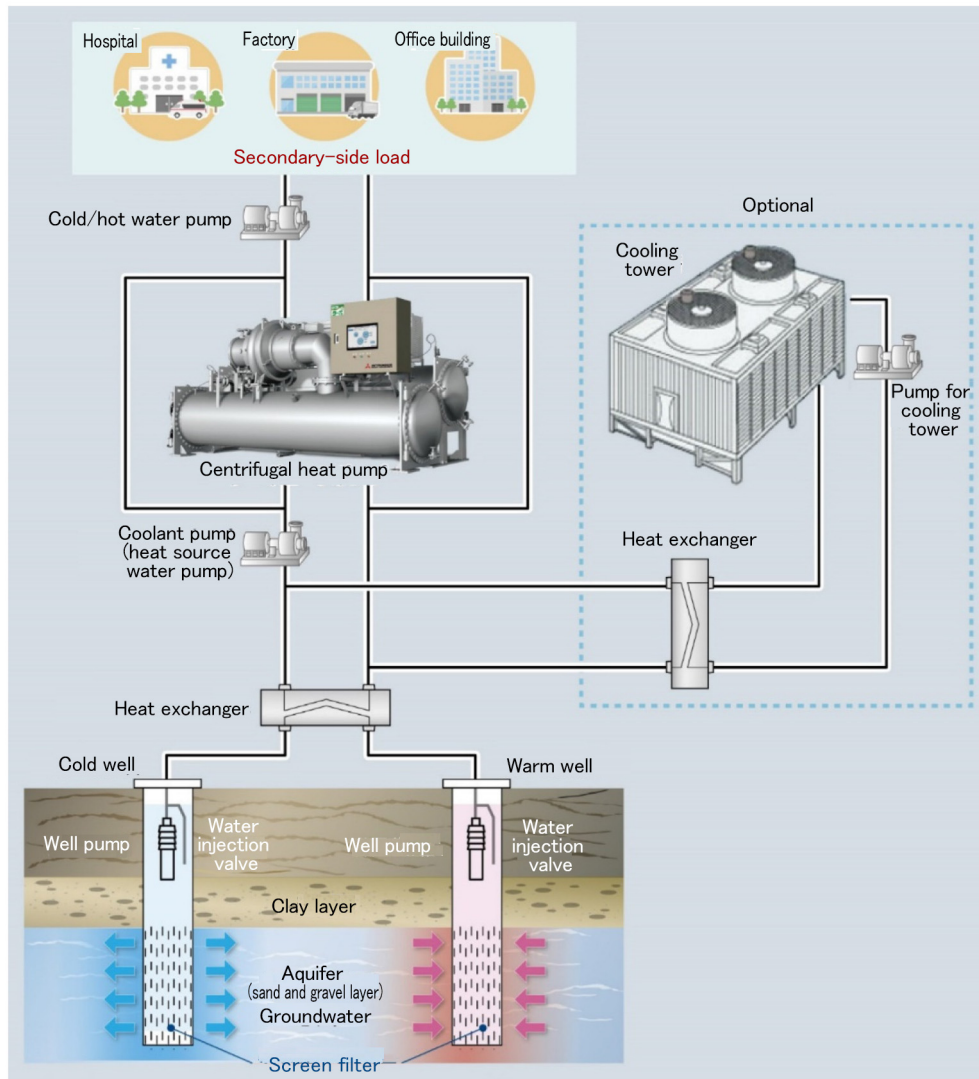 Hospital
Factory
Office building
Secondary-side load
Cold/hot water pump
Optional
Cooling
tower
Pump for
cooling
tower
Centrifugal heat pump
Coolant pump
(heat source
water pump)
Heat exchanger
Heat exchanger
Cold well
Warm well
Well pump
Water
injection
valve
Well pump
Water
injection
valve
Clay layer
Aquifer
(sand and gravel layer)
Groundwater
Screen filter